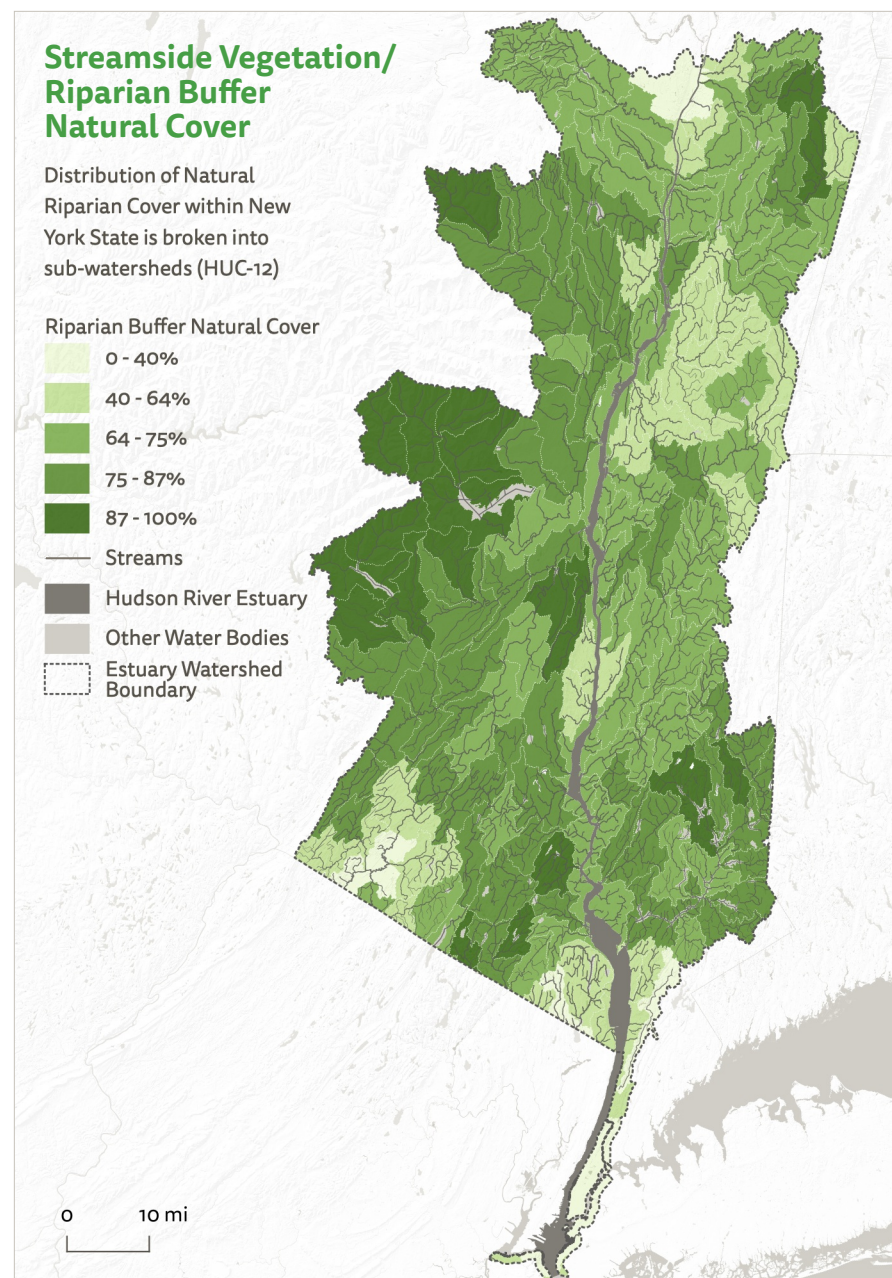 Streamside Vegetation/
Riparian Buffer
Natural Cover
Distribution of Natural
Riparian Cover within New
York State is broken into
sub-watersheds (HUC-12)
Riparian Buffer Natural Cover
0 - 40%
40 - 64%
64 - 75%
75 - 87%
87 - 100%
Streams
Hudson River Estuary
Other Water Bodies
Estuary Watershed
Boundary
0 10 mi